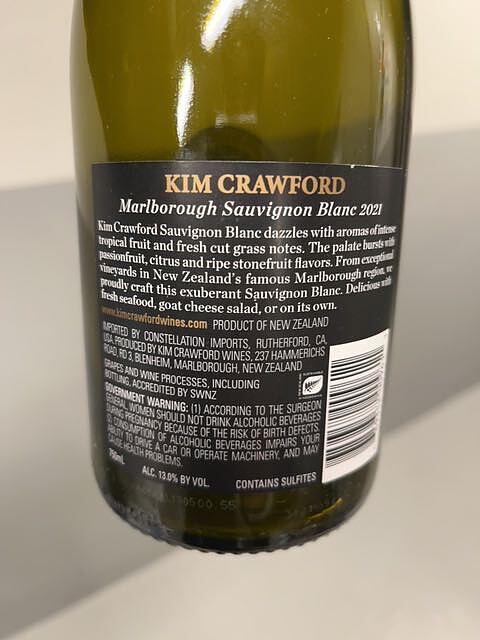 KIM CRAWFORD
Marlborough Sauvignon Blanc 2021
Kim Crawford Sauvignon Blanc dazzles with aromas of intense
tropical fruit and fresh cut grass notes. The palate bursts with
passionfruit, citrus and ripe stonefruit flavors. From exceptional
vineyards in New Zealand's famous Marlborough region, we
proudly craft this exuberant Sauvignon Blanc. Delicious with
fresh seafood, goat cheese salad, or on its own.
www.kimcrawfordwines.com PRODUCT OF NEW ZEALAND
IMPORTED BY CONSTELLATION IMPORTS, RUTHERFORD, CA,
USA. PRODUCED BY KIM CRAWFORD WINES, 237 HAMMERICHS
ROAD, RD 3, BLENHEIM, MARLBOROUGH, NEW ZEALAND
GRAPES AND WINE PROCESSES, INCLUDING
BOTTLING, ACCREDITED BY SWNZ
GOVERNMENT WARNING: (1) ACCORDING TO THE SURGEON
GENERAL, WOMEN SHOULD NOT DRINK ALCOHOLIC BEVERAGES
DURING PREGNANCY BECAUSE OF THE RISK OF BIRTH DEFECTS.
(2) CONSUMPTION OF ALCOHOLIC BEVERAGES IMPAIRS YOUR
ABILITY TO DRIVE A CAR OR OPERATE MACHINERY, AND MAY
CAUSE HEALTH PROBLEMS.
750mL ALC. 13.0% BY VOL. CONTAINS SULFITES